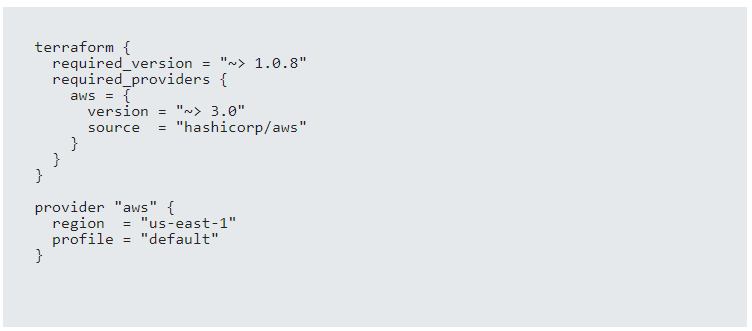 terraform {
  required_version = "~> 1.0.8"
  required_providers {
    aws = {
      version = "~> 3.0"
      source  = "hashicorp/aws"
    }
  }
}

provider "aws" {
  region  = "us-east-1"
  profile = "default"
}